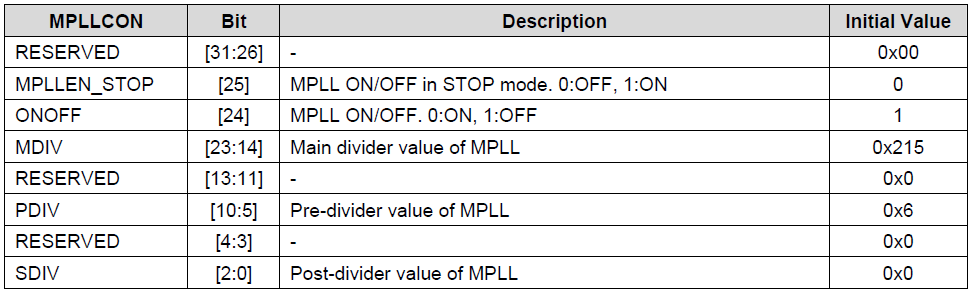 MPLLCON Bit Description Initial Value
RESERVED [31:26] - 0x00
MPLLEN_STOP [25] MPLL ON/OFF in STOP mode. 0:OFF, 1:ON 0
ONOFF [24] MPLL ON/OFF. 0:ON, 1:OFF 1
MDIV [23:14] Main divider value of MPLL 0x215
RESERVED [13:11] - 0x0
PDIV [10:5] Pre-divider value of MPLL 0x6
RESERVED [4:3] - 0x0
SDIV [2:0] Post-divider value of MPLL 0x0